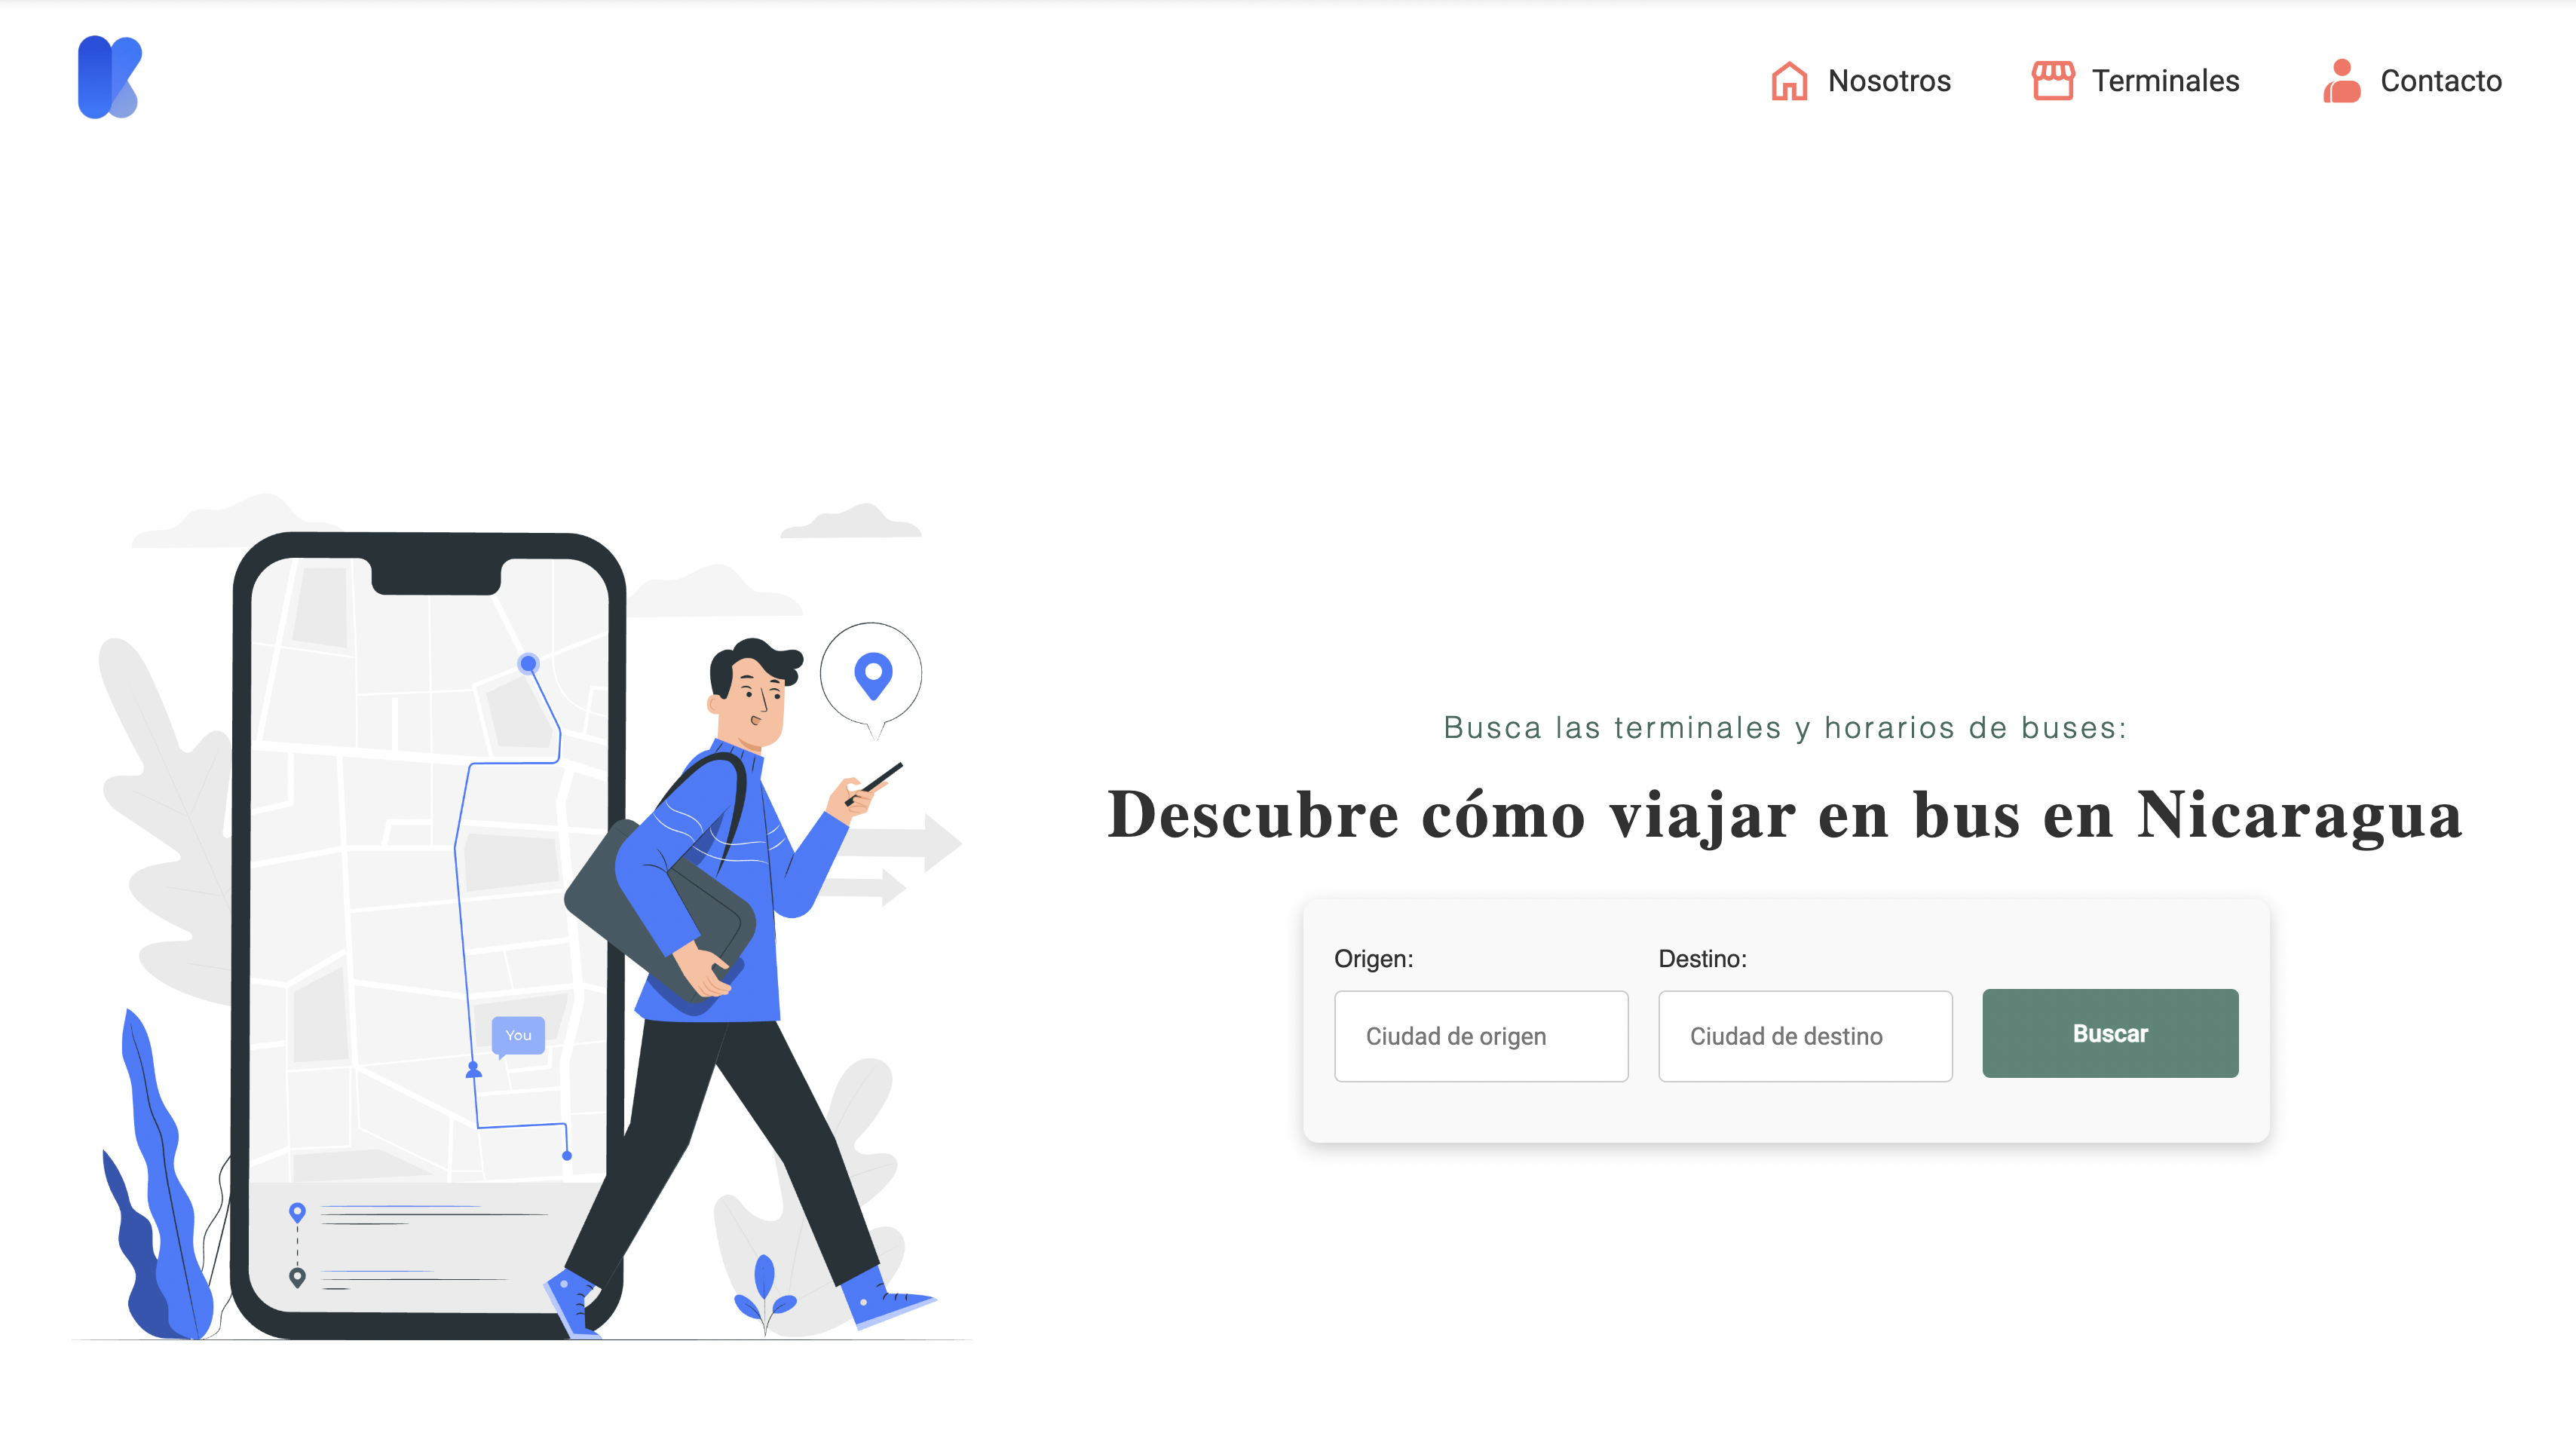 Nosotros
Terminales
Contacto
Busca las terminales y horarios de buses:
Descubre cómo viajar en bus en Nicaragua
Origen:
Destino:
Ciudad de origen
Ciudad de destino
Buscar
You